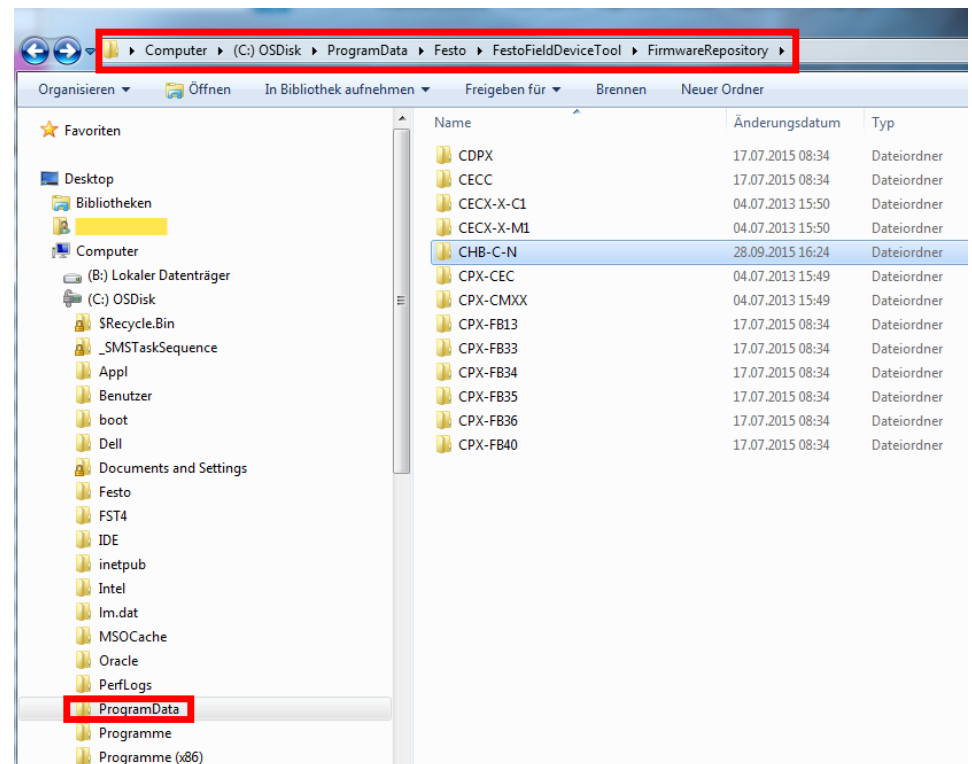 Computer ▸ (C:) OSDisk ▸ ProgramData ▸ Festo ▸ FestoFieldDeviceTool ▸ FirmwareRepository ▸
Organisieren Öffnen In Bibliothek aufnehmen Freigeben für Brennen Neuer Ordner
Favoriten
Desktop
Bibliotheken
Computer
(B:) Lokaler Datenträger
(C:) OSDisk
$Recycle.Bin
_SMSTaskSequence
Appl
Benutzer
boot
Dell
Documents and Settings
Festo
FST4
IDE
inetpub
Intel
lm.dat
MSOCache
Oracle
PerfLogs
ProgramData
Programme
Programme (x86)
Name Änderungsdatum Typ
CDPX 17.07.2015 08:34 Dateiordner
CECC 17.07.2015 08:34 Dateiordner
CECX-X-C1 04.07.2013 15:50 Dateiordner
CECX-X-M1 04.07.2013 15:50 Dateiordner
CHB-C-N 28.09.2015 16:24 Dateiordner
CPX-CEC 04.07.2013 15:49 Dateiordner
CPX-CMXX 04.07.2013 15:49 Dateiordner
CPX-FB13 17.07.2015 08:34 Dateiordner
CPX-FB33 17.07.2015 08:34 Dateiordner
CPX-FB34 17.07.2015 08:34 Dateiordner
CPX-FB35 17.07.2015 08:34 Dateiordner
CPX-FB36 17.07.2015 08:34 Dateiordner
CPX-FB40 17.07.2015 08:34 Dateiordner